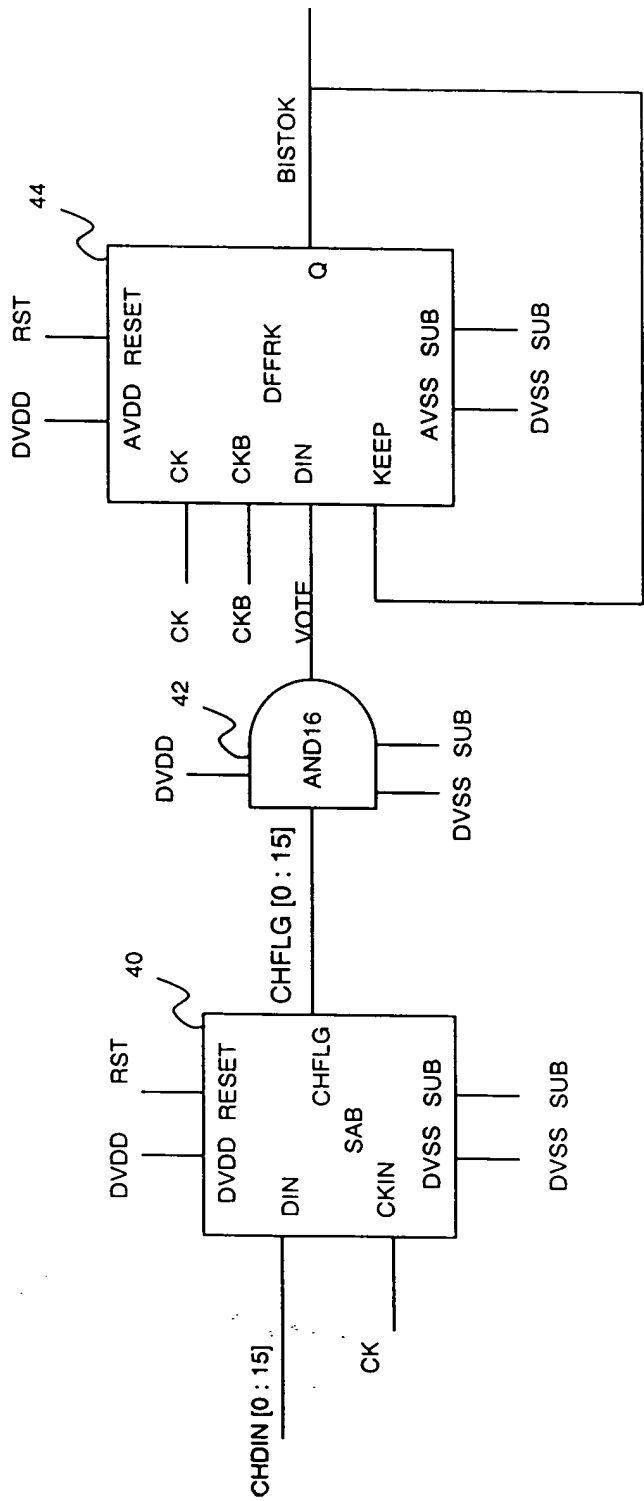 CHDIN [0 : 15]
CK
DVDD
RST
40
DVDD RESET
DIN
CHFLG
SAB
CKIN
DVSS SUB
DVSS SUB
CHFLG [0 : 15]
DVDD
42
AND16
DVSS SUB
VOTE
CK
CKB
DVDD
RST
44
AVDD RESET
CK
CKB
DFFRK
DIN
Q
KEEP
AVSS SUB
DVSS SUB
BISTOK